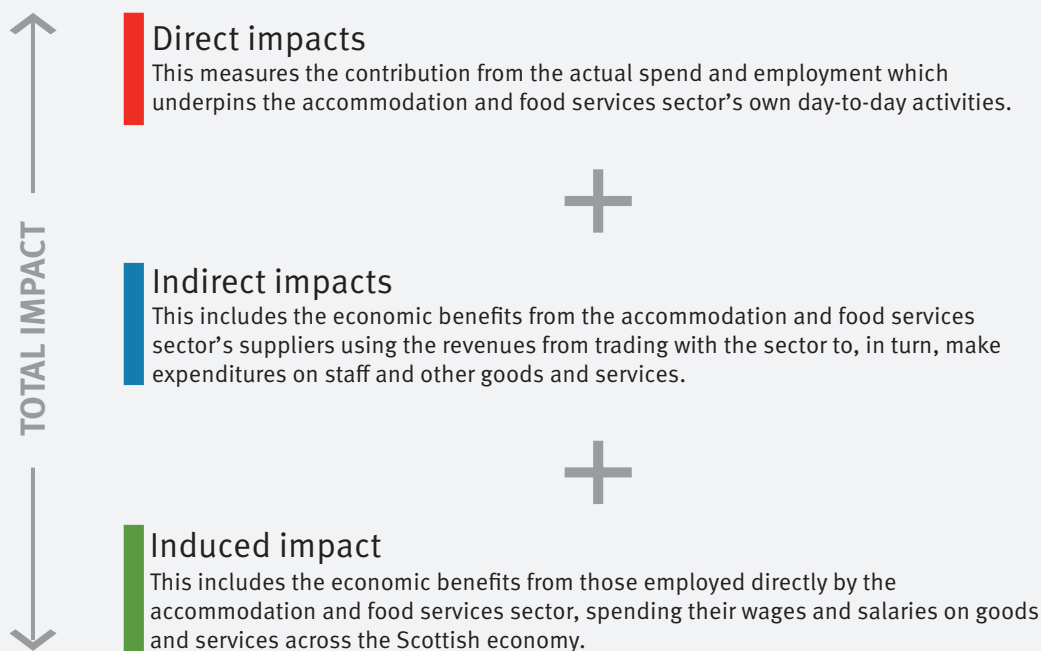 TOTAL IMPACT
Direct impacts
This measures the contribution from the actual spend and employment which
underpins the accommodation and food services sector’s own day-to-day activities.
+
Indirect impacts
This includes the economic benefits from the accommodation and food services
sector’s suppliers using the revenues from trading with the sector to, in turn, make
expenditures on staff and other goods and services.
+
Induced impact
This includes the economic benefits from those employed directly by the
accommodation and food services sector, spending their wages and salaries on goods
and services across the Scottish economy.